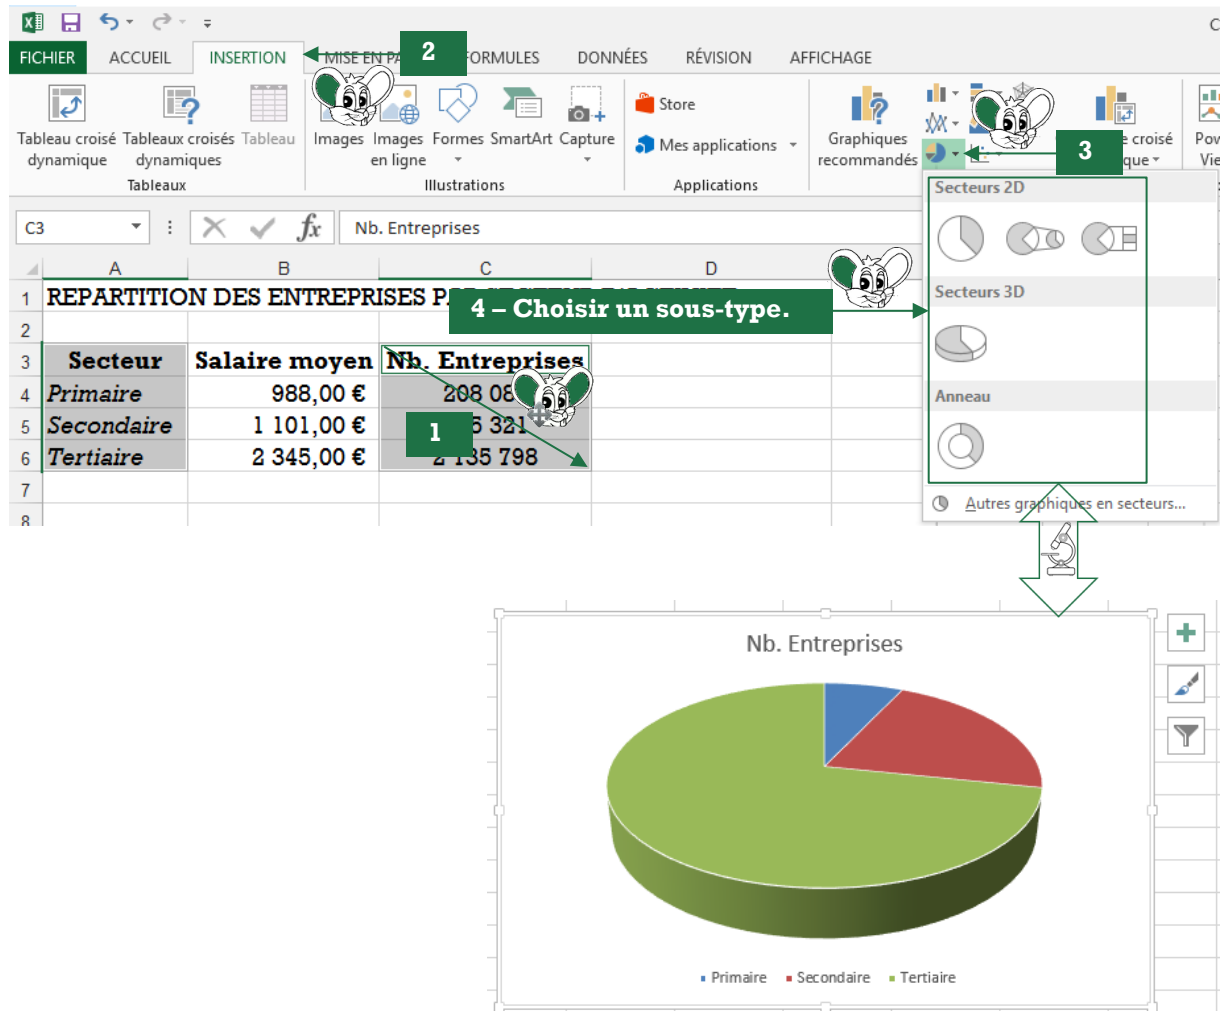 FICHIER ACCUEIL INSERTION MISE EN PA FORMULES DONNÉES RÉVISION AFFICHAGE
2
Tableau croisé dynamique
Tableaux croisés dynamiques
Tableau
Images
Images en ligne
Formes
SmartArt
Capture
Store
Mes applications
Graphiques recommandés
croisé
Tableaux
Illustrations
Applications
3
C3
fx
Nb. Entreprises
Secteurs 2D
Secteurs 3D
Anneau
Autres graphiques en secteurs...
A B C D
1 REPARTITION DES ENTREPRISES
4 – Choisir un sous-type.
2
3 Secteur Salaire moyen Nb. Entreprises
4 Primaire 988,00 € 208 08
5 Secondaire 1 101,00 € 5 321
6 Tertiaire 2 345,00 € 2 135 798
1
7
8
Nb. Entreprises
Primaire Secondaire Tertiaire